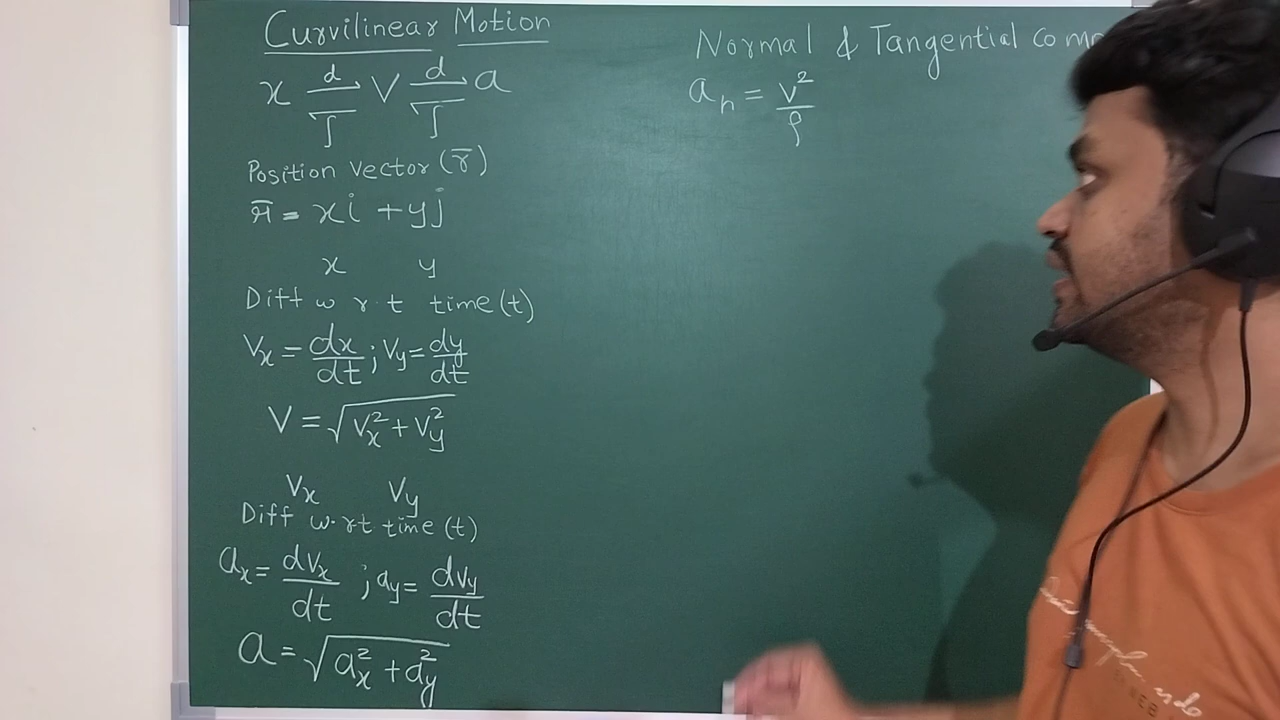 Curvilinear Motion
x d/∫ V d/∫ a
Position vector (r̅)
r̅ = xi + yj
x y
Diff w r.t time(t)
Vx = dx/dt ; Vy = dy/dt
V = √(Vx² + Vy²)
Vx Vy
Diff w.rt time (t)
ax = dVx/dt ; ay = dVy/dt
a = √(ax² + ay²)
Normal & Tangential
an = v²/ρ